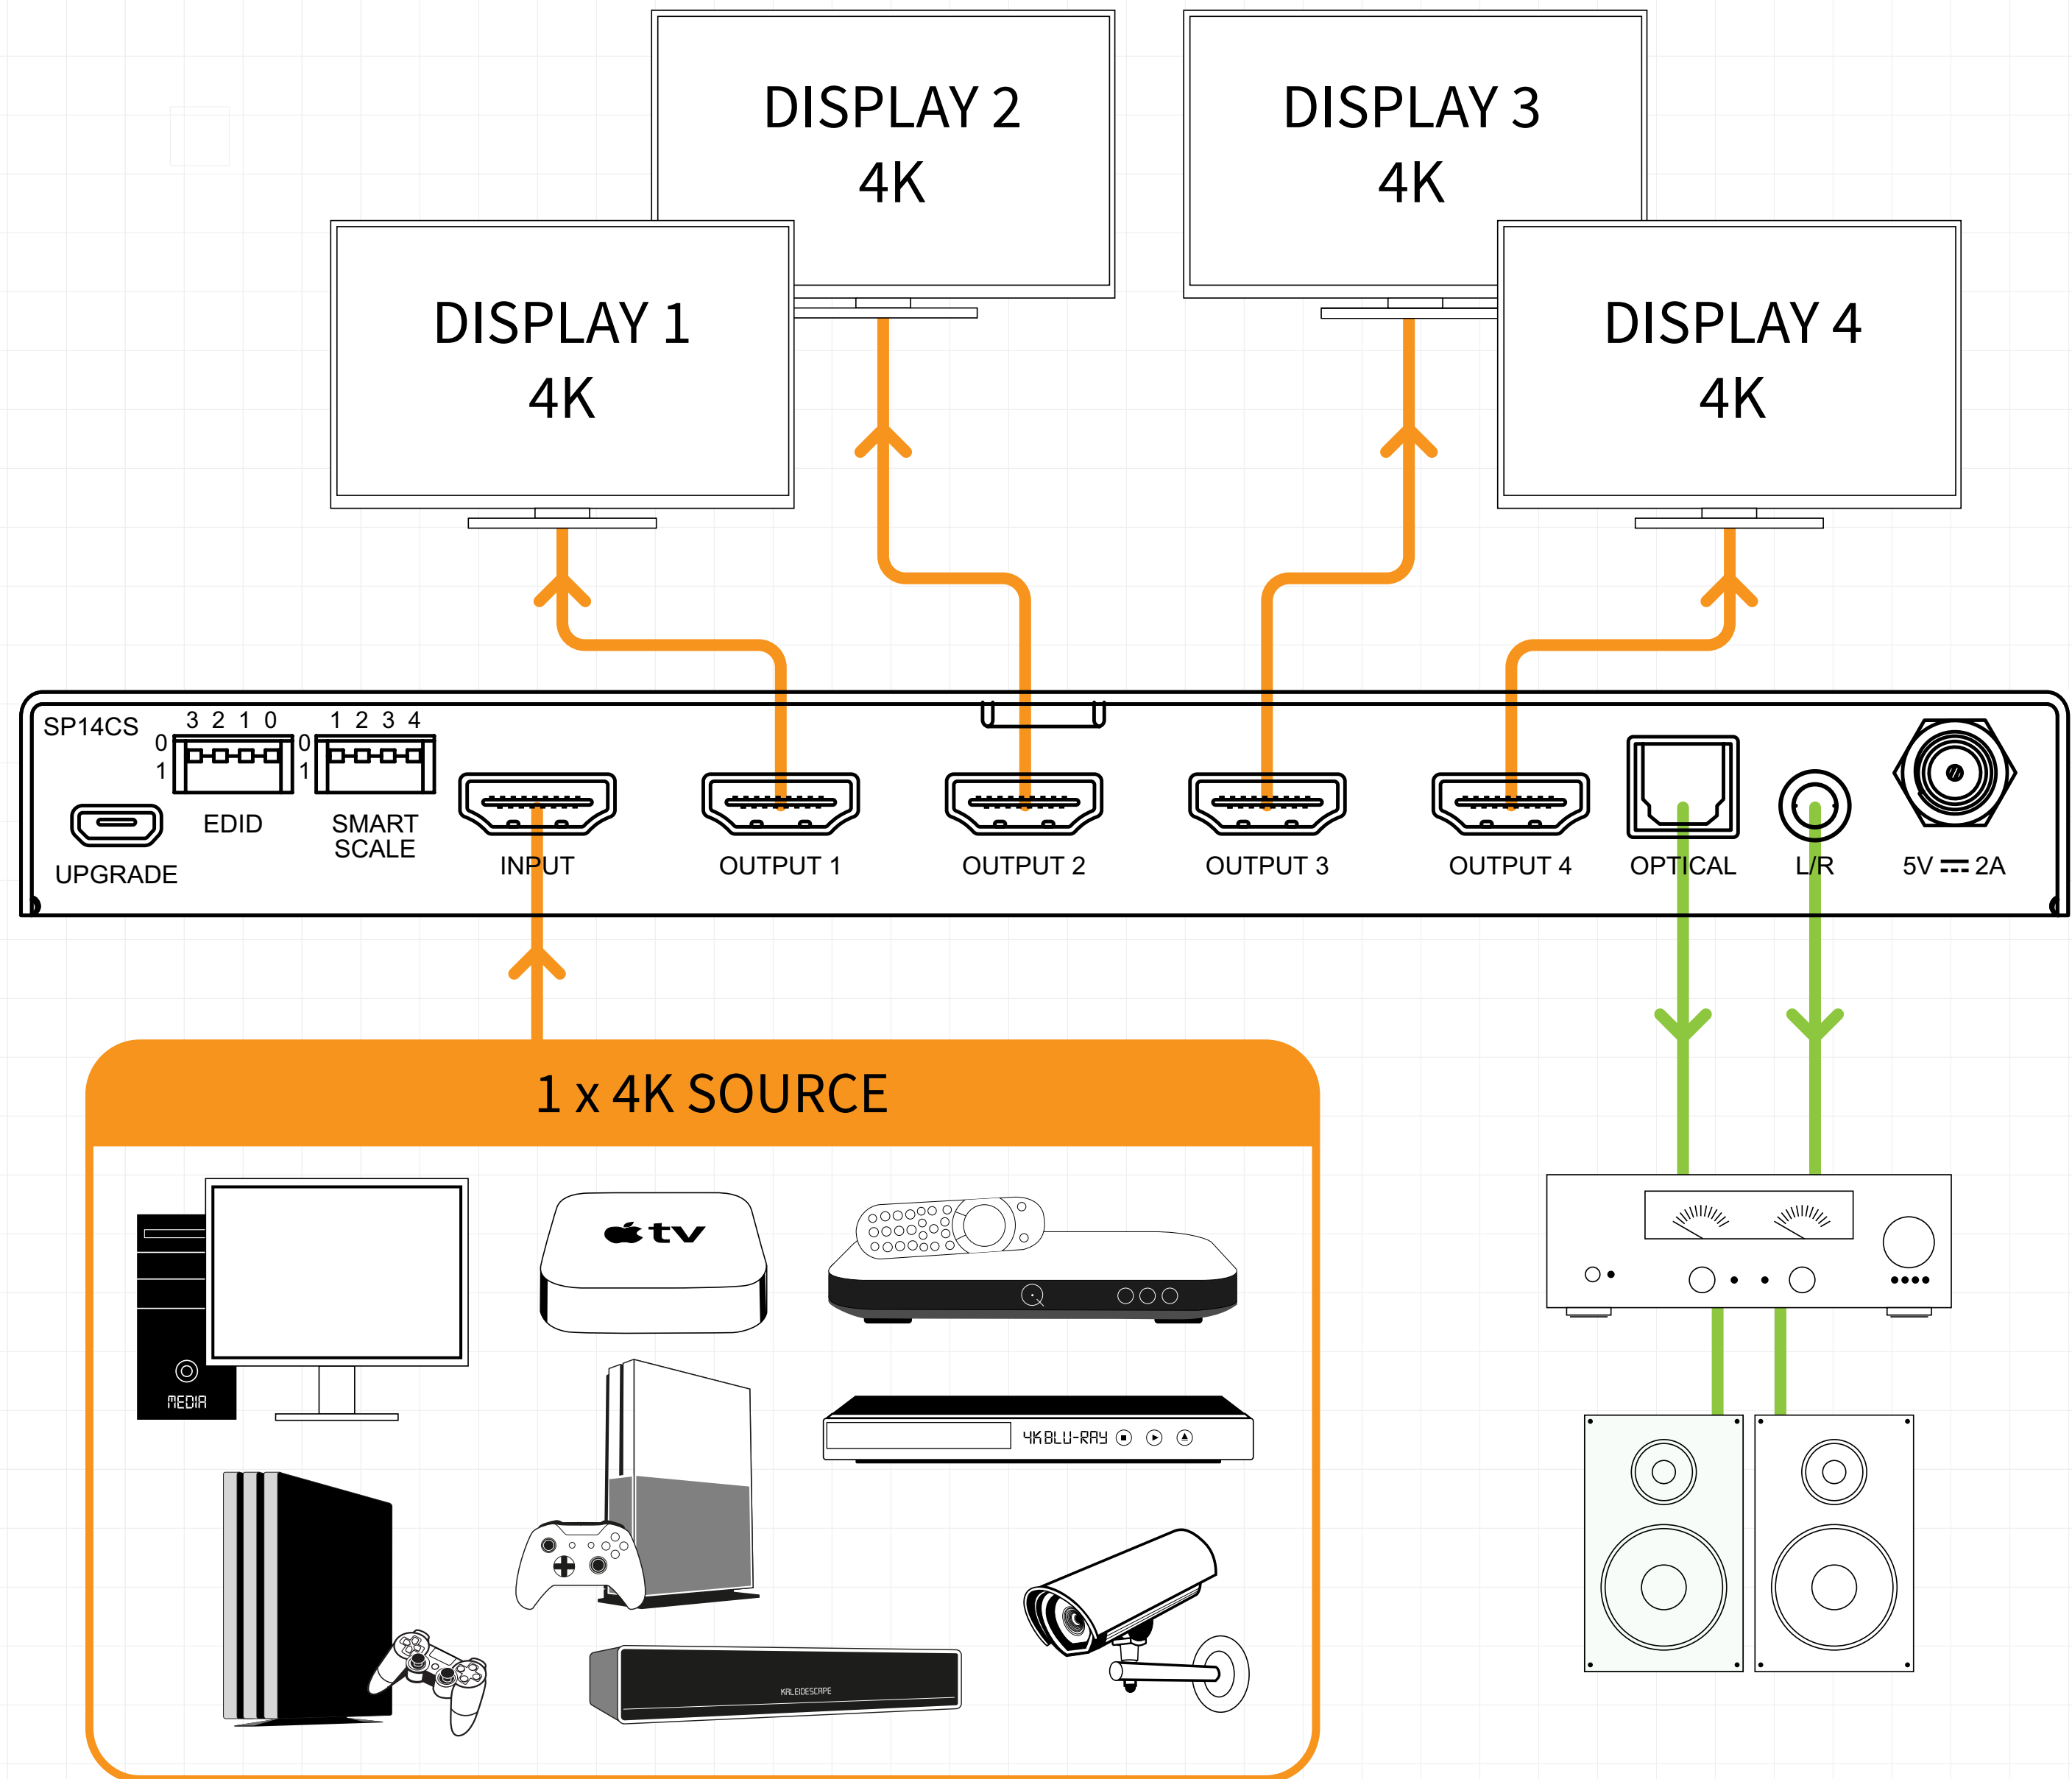 DISPLAY 2
4K
DISPLAY 3
4K
DISPLAY 1
4K
DISPLAY 4
4K
SP14CS
3 2 1 0
0
1
EDID
1 2 3 4
0
1
SMART
SCALE
UPGRADE
INPUT
OUTPUT 1
OUTPUT 2
OUTPUT 3
OUTPUT 4
OPTICAL
L/R
5V ⎓ 2A
1 x 4K SOURCE
MEDIA
tv
4K BLU-RAY
KALEIDESCAPE